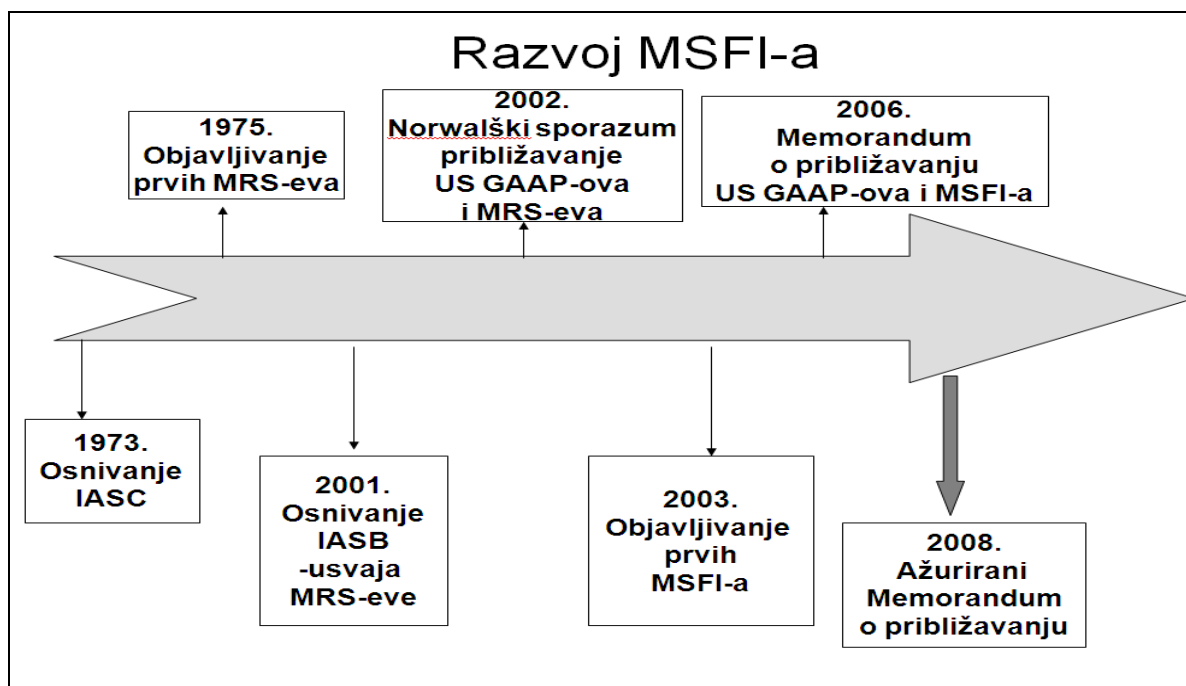 Razvoj MSFI-a
1975.
Objavljivanje
prvih MRS-eva
2002.
Norwalški sporazum
približavanje
US GAAP-ova
i MRS-eva
2006.
Memorandum
o približavanju
US GAAP-ova i MSFI-a
1973.
Osnivanje
IASC
2001.
Osnivanje
IASB
-usvaja
MRS-eve
2003.
Objavljivanje
prvih
MSFI-a
2008.
Ažurirani
Memorandum
o približavanju